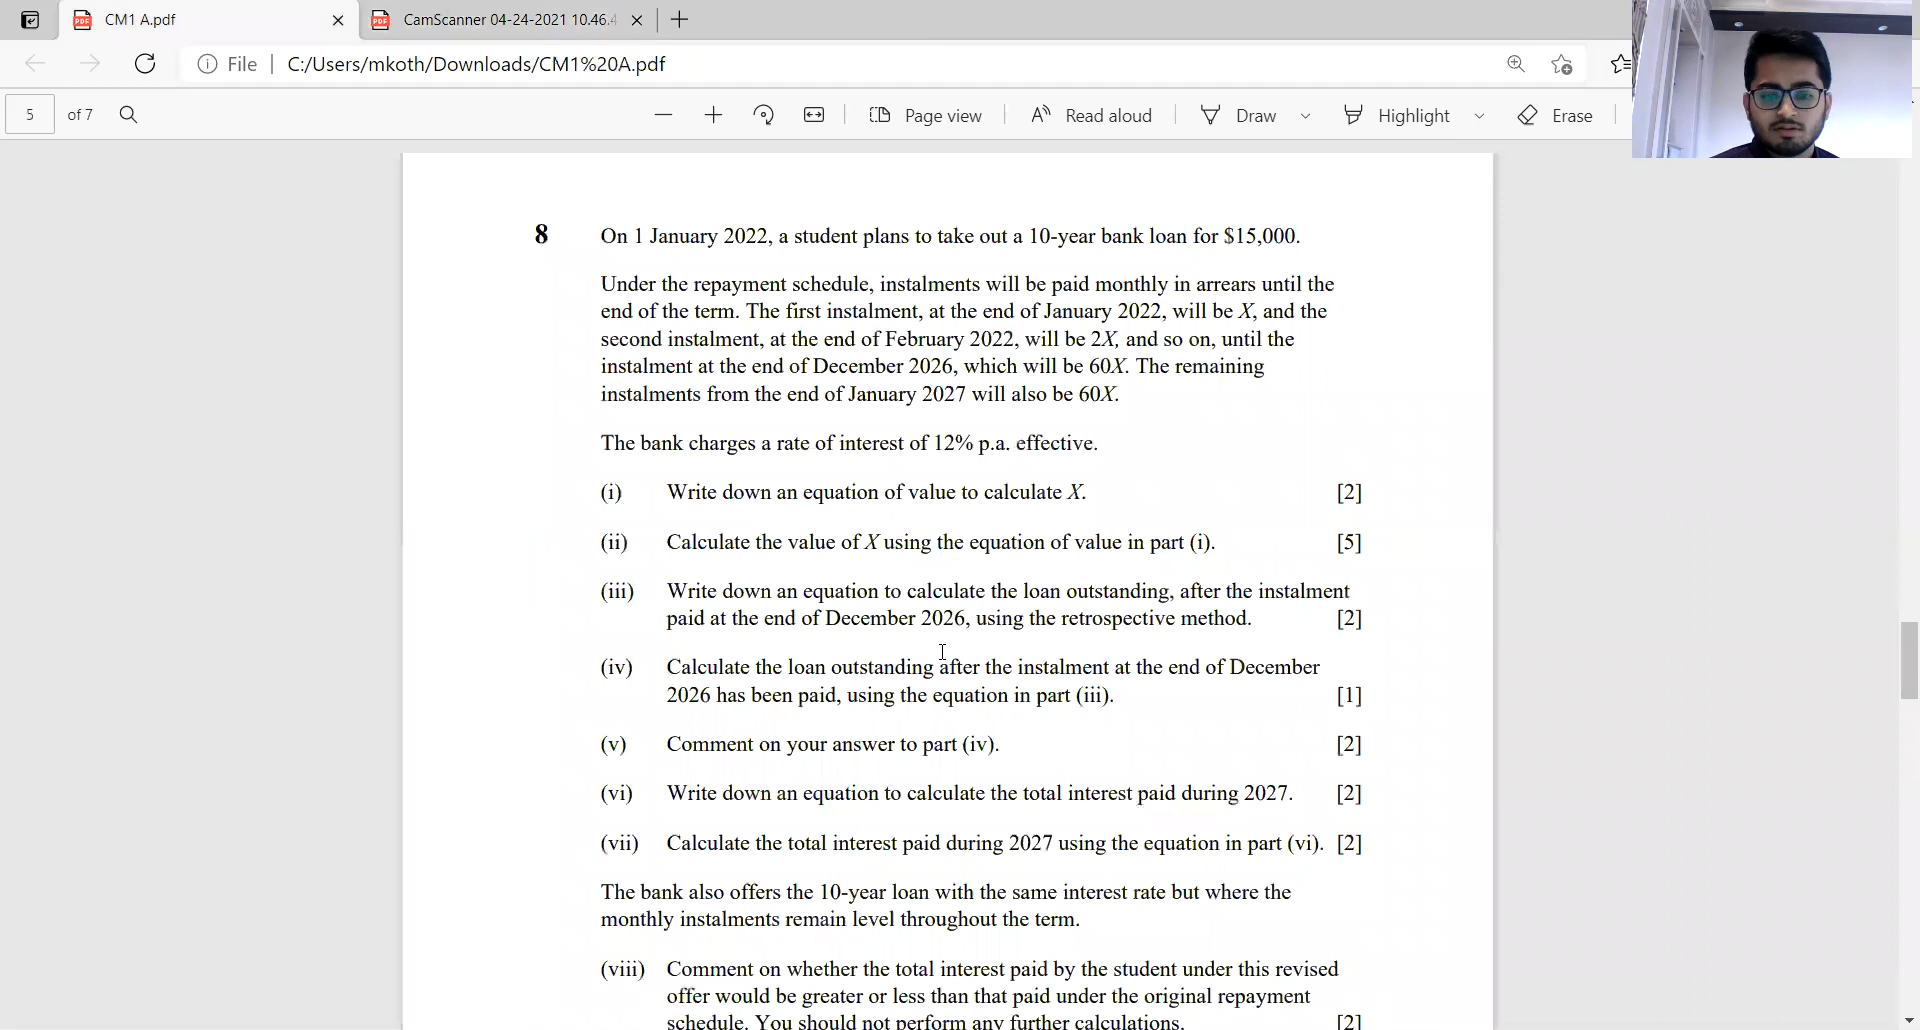 CM1 A.pdf
CamScanner 04-24-2021 10.46.4
File
C:/Users/mkoth/Downloads/CM1%20A.pdf
5 of 7
Page view
Read aloud
Draw
Highlight
Erase
8 On 1 January 2022, a student plans to take out a 10-year bank loan for $15,000.
Under the repayment schedule, instalments will be paid monthly in arrears until the
end of the term. The first instalment, at the end of January 2022, will be X, and the
second instalment, at the end of February 2022, will be 2X, and so on, until the
instalment at the end of December 2026, which will be 60X. The remaining
instalments from the end of January 2027 will also be 60X.
The bank charges a rate of interest of 12% p.a. effective.
(i) Write down an equation of value to calculate X. [2]
(ii) Calculate the value of X using the equation of value in part (i). [5]
(iii) Write down an equation to calculate the loan outstanding, after the instalment
paid at the end of December 2026, using the retrospective method. [2]
(iv) Calculate the loan outstanding after the instalment at the end of December
2026 has been paid, using the equation in part (iii). [1]
(v) Comment on your answer to part (iv). [2]
(vi) Write down an equation to calculate the total interest paid during 2027. [2]
(vii) Calculate the total interest paid during 2027 using the equation in part (vi). [2]
The bank also offers the 10-year loan with the same interest rate but where the
monthly instalments remain level throughout the term.
(viii) Comment on whether the total interest paid by the student under this revised
offer would be greater or less than that paid under the original repayment
schedule. You should not perform any further calculations. [2]